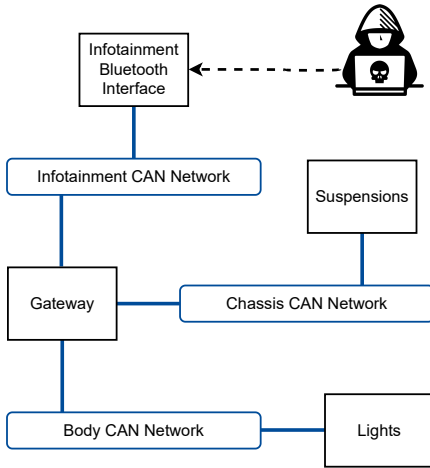 Infotainment
Bluetooth
Interface
Infotainment CAN Network
Suspensions
Gateway
Chassis CAN Network
Body CAN Network
Lights